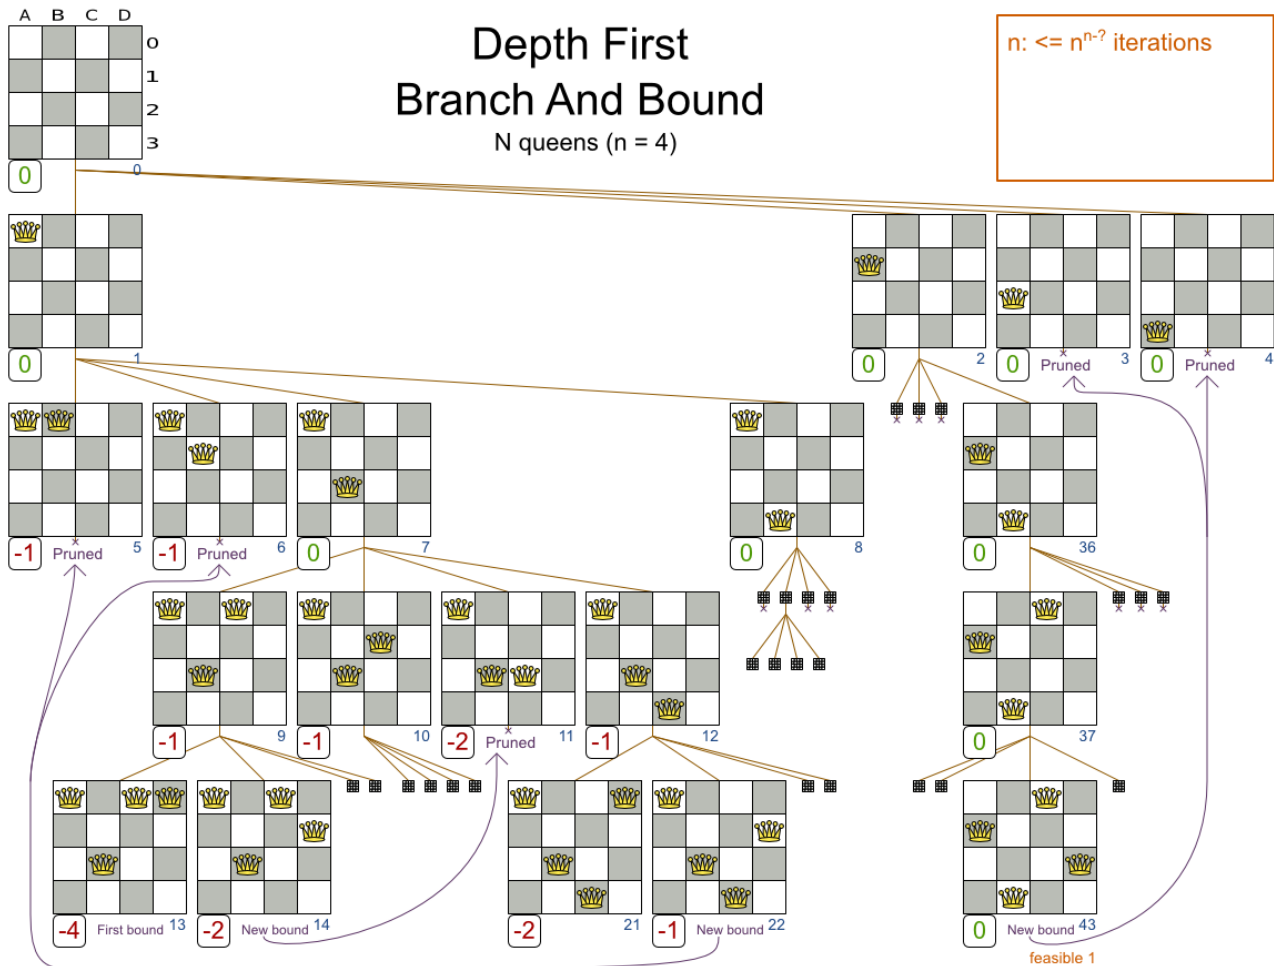 A B C D
0
1
2
3
Depth First
Branch And Bound
N queens (n = 4)
n: <= n^{n-?} iterations
0 0
0 1
0 2
0 Pruned 3
0 Pruned 4
-1 Pruned 5
-1 Pruned 6
0 7
0 8
0 36
-1 9
-1 10
-2 Pruned 11
-1 12
0 37
-4 First bound 13
-2 New bound 14
-2 21
-1 New bound 22
0 New bound 43
feasible 1